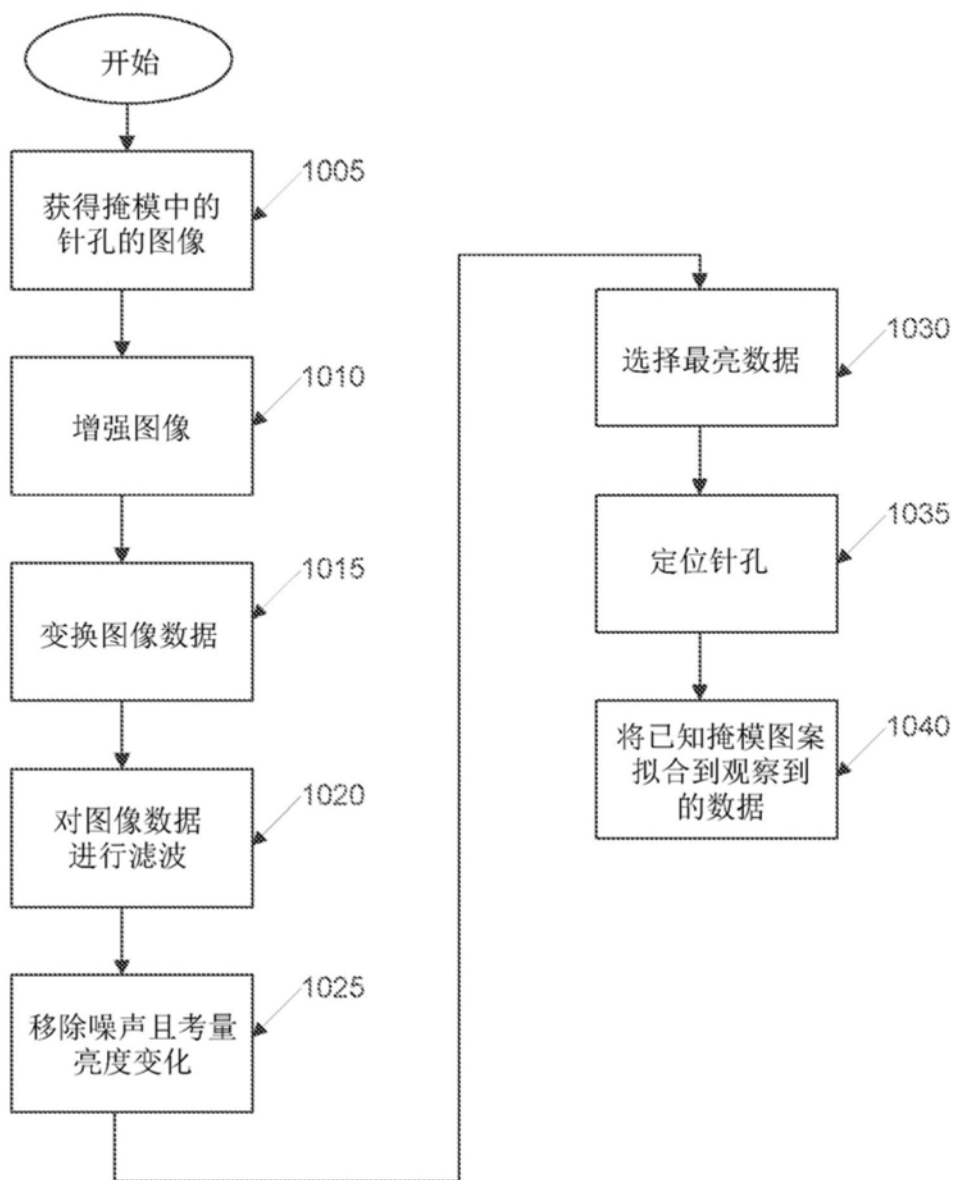 开始
1005
获得掩模中的
针孔的图像
1010
增强图像
1015
变换图像数据
1020
对图像数据
进行滤波
1025
移除噪声且考量
亮度变化
1030
选择最亮数据
1035
定位针孔
1040
将已知掩模图案
拟合到观察到
的数据